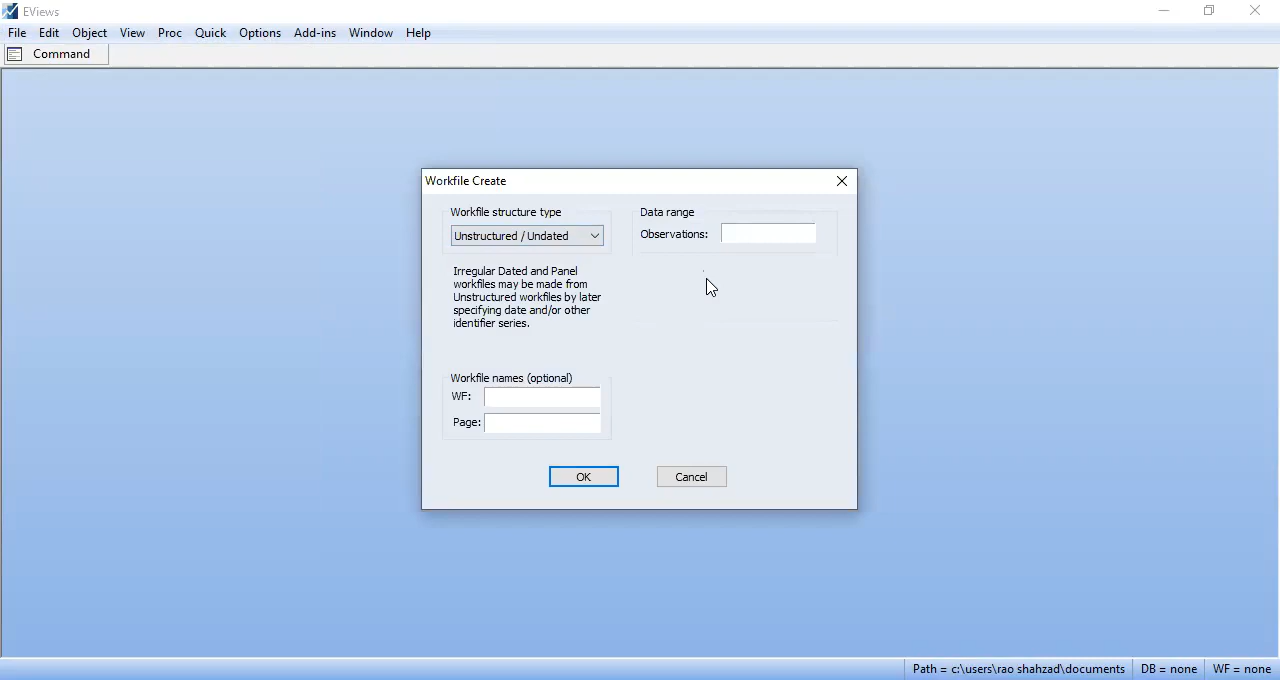 EViews
File Edit Object View Proc Quick Options Add-ins Window Help
Command
Workfile Create
Workfile structure type
Unstructured / Undated
Data range
Observations:
Irregular Dated and Panel
workfiles may be made from
Unstructured workfiles by later
specifying date and/or other
identifier series.
Workfile names (optional)
WF:
Page:
OK Cancel
Path = c:\users\rao shahzad\documents DB = none WF = none